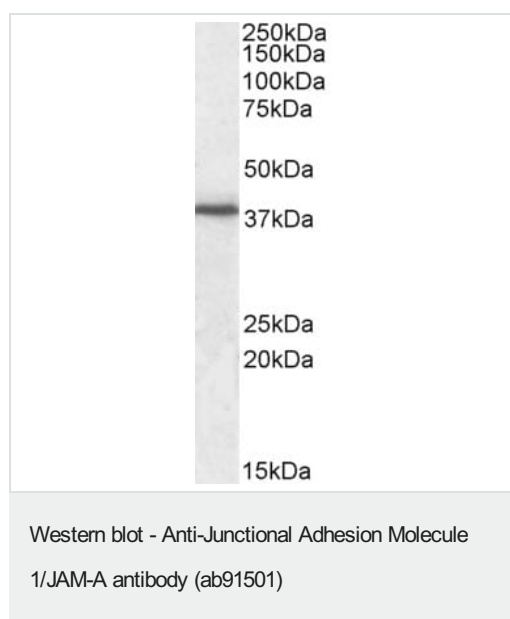 250kDa
150kDa
100kDa
75kDa
50kDa
37kDa
25kDa
20kDa
15kDa
Western blot - Anti-Junctional Adhesion Molecule
1/JAM-A antibody (ab91501)